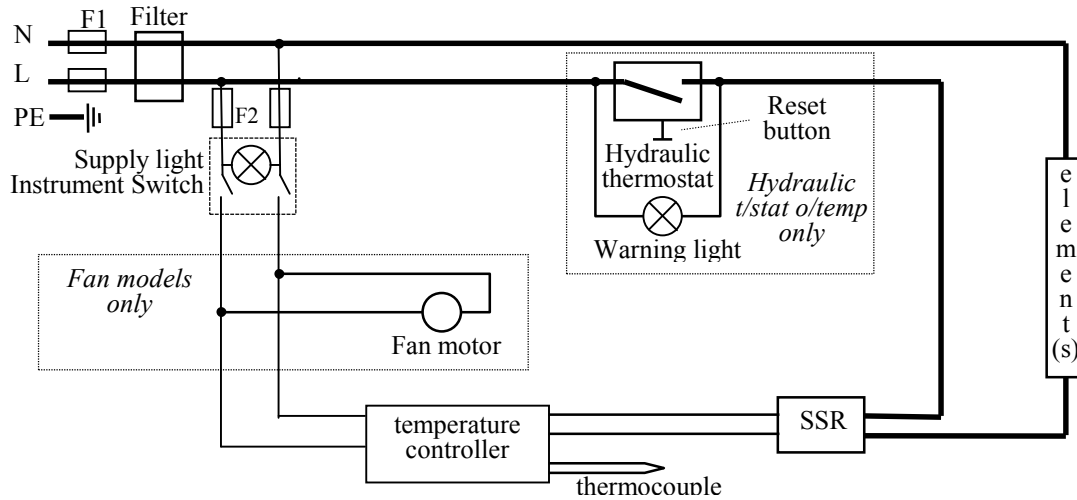 F1
Filter
N
L
PE
F2
Supply light
Instrument Switch
Reset
button
Hydraulic
thermostat
Hydraulic
t/stat o/temp
only
Warning light
element(s)
Fan models
only
Fan motor
temperature
controller
SSR
thermocouple